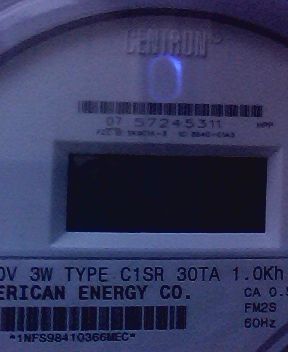 CENTRON
07 57245311
0V 3W TYPE C1SR 30TA 1.0Kh
ERICAN ENERGY CO.
CA 0.5
FM2S
60Hz
*1NFS98410366MEC*